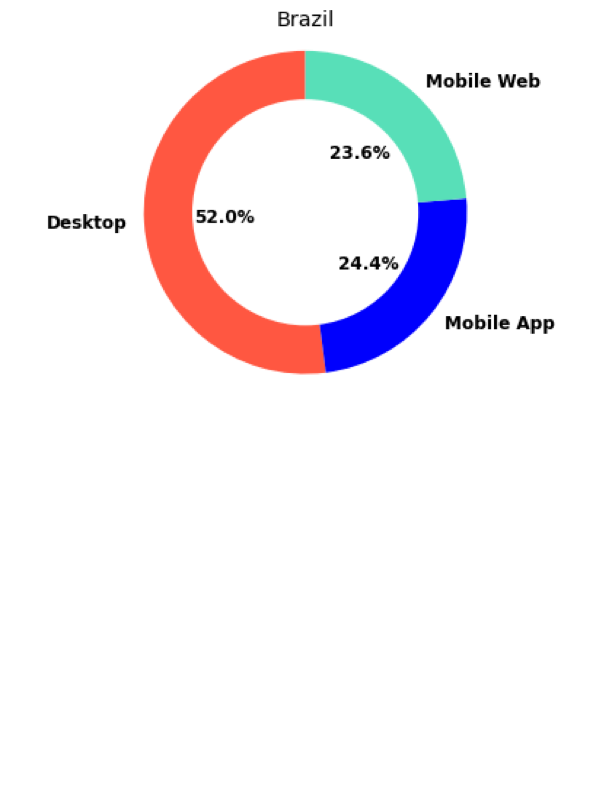 Brazil
Mobile Web
23.6%
Desktop
52.0%
24.4%
Mobile App